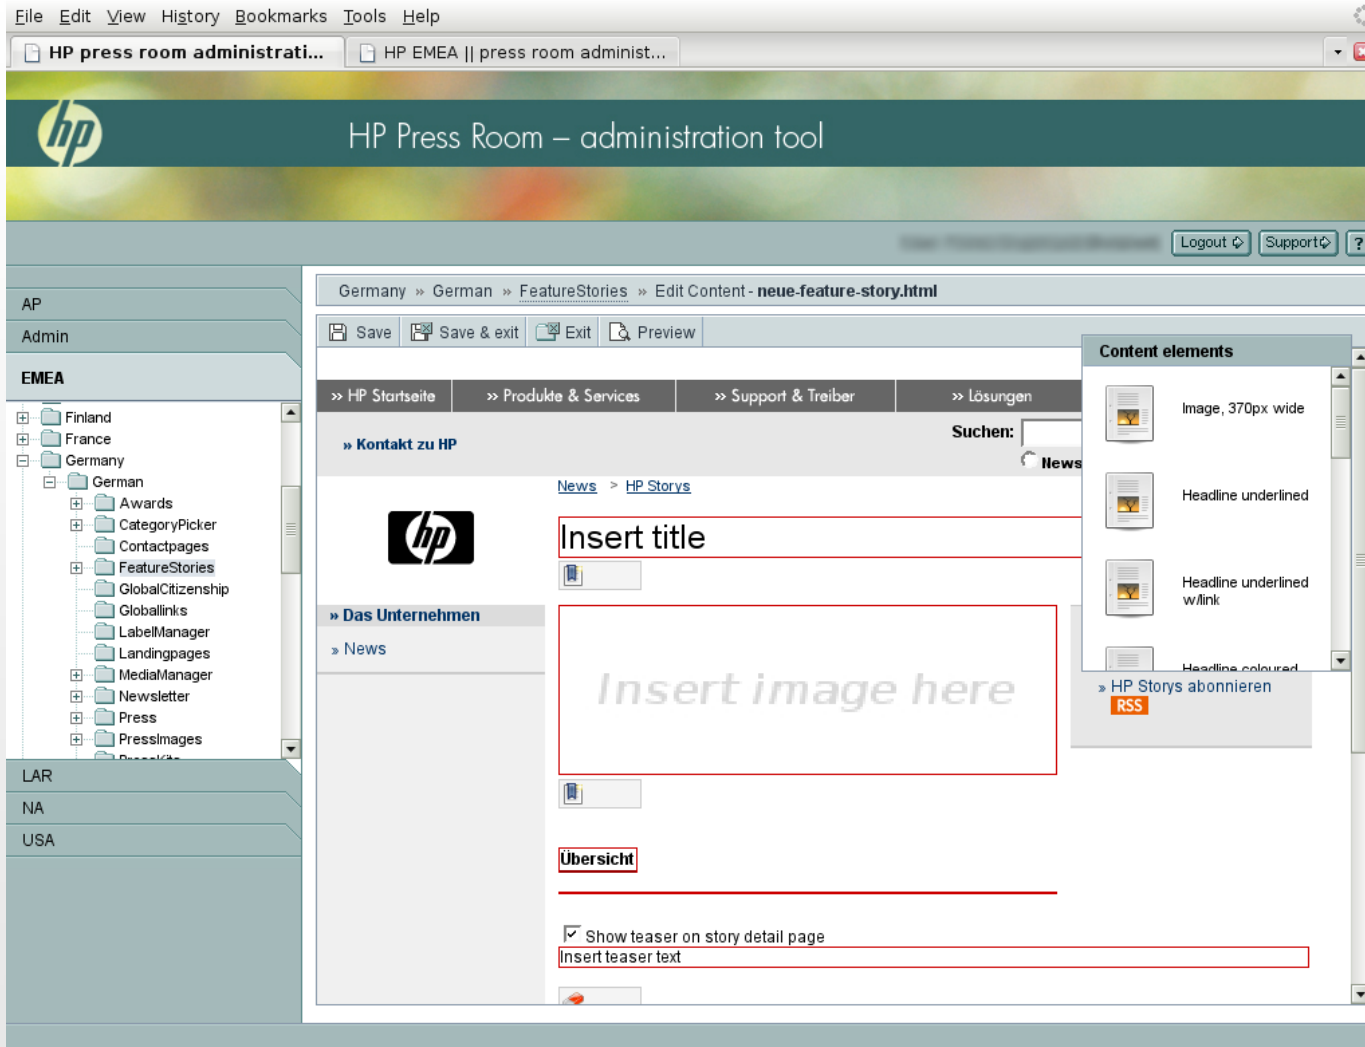 File Edit View History Bookmarks Tools Help
HP press room administrati... HP EMEA || press room administ...
hp HP Press Room – administration tool
Logout Support ?
AP
Admin
EMEA
Finland
France
Germany
German
Awards
CategoryPicker
Contactpages
FeatureStories
GlobalCitizenship
Globallinks
LabelManager
Landingpages
MediaManager
Newsletter
Press
PressImages
PressKits
LAR
NA
USA
Germany » German » FeatureStories » Edit Content - neue-feature-story.html
Save Save & exit Exit Preview
» HP Startseite » Produkte & Services » Support & Treiber » Lösungen
» Kontakt zu HP Suchen:
News
News > HP Storys
hp
Insert title
» Das Unternehmen
» News
Insert image here
Übersicht
Show teaser on story detail page
Insert teaser text
Content elements
Image, 370px wide
Headline underlined
Headline underlined
w/link
Headline coloured
» HP Storys abonnieren
RSS